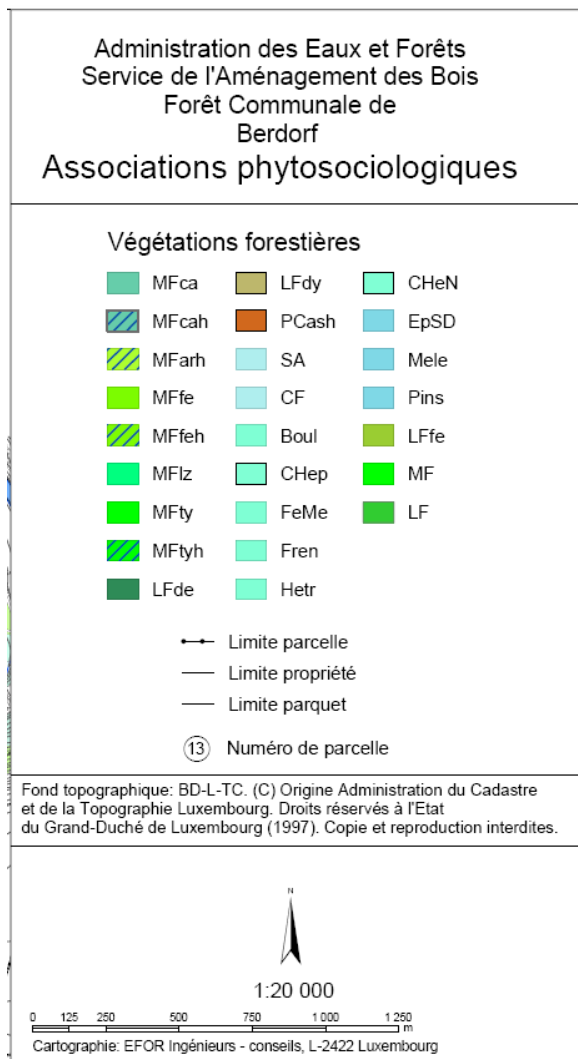 Administration des Eaux et Forêts
Service de l'Aménagement des Bois
Forêt Communale de
Berdorf
Associations phytosociologiques
Végétations forestières
MFca LFdy CHeN
MFcah PCash EpSD
MFarh SA Mele
MFfe CF Pins
MFfeh Boul LFfe
MFlz CHep MF
MFty FeMe LF
MFtyh Fren
LFde Hetr
Limite parcelle
Limite propriété
Limite parquet
13 Numéro de parcelle
Fond topographique: BD-L-TC. (C) Origine Administration du Cadastre
et de la Topographie Luxembourg. Droits réservés à l'Etat
du Grand-Duché de Luxembourg (1997). Copie et reproduction interdites.
N
1:20 000
0 125 250 500 750 1 000 1 250
m
Cartographie: EFOR Ingénieurs - conseils, L-2422 Luxembourg